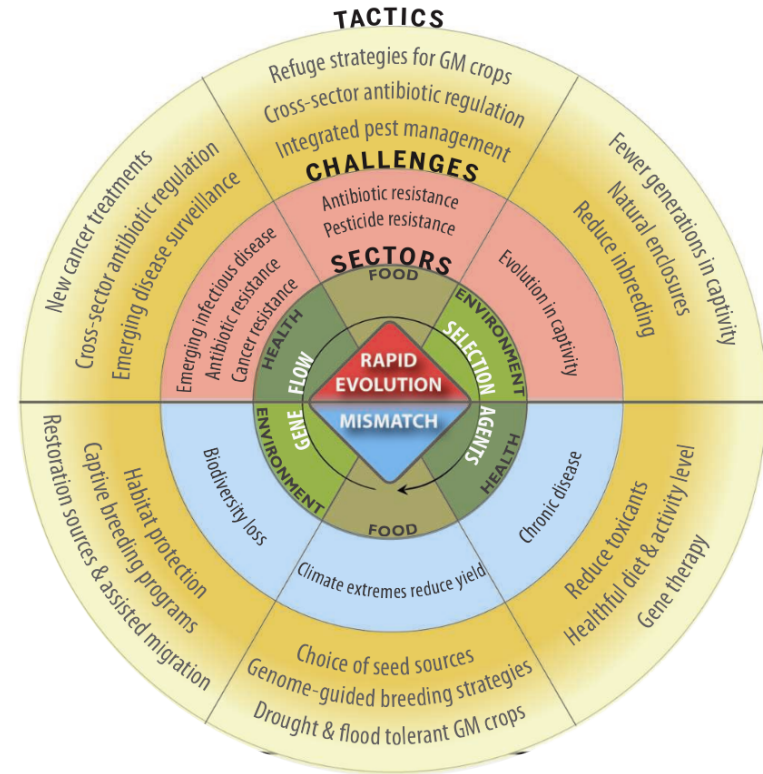 TACTICS
Refuge strategies for GM crops
Cross-sector antibiotic regulation
Integrated pest management
CHALLENGES
Antibiotic resistance
Pesticide resistance
SECTORS
FOOD
New cancer treatments
Cross-sector antibiotic regulation
Emerging disease surveillance
Emerging infectious disease
Antibiotic resistance
Cancer resistance
HEALTH
Fewer generations in captivity
Natural enclosures
Reduce inbreeding
Evolution in captivity
ENVIRONMENT
GENE FLOW
SELECTION AGENTS
RAPID
EVOLUTION
MISMATCH
ENVIRONMENT
Biodiversity loss
Habitat protection
Captive breeding programs
Restoration sources & assisted migration
HEALTH
Chronic disease
Reduce toxicants
Healthful diet & activity level
Gene therapy
FOOD
Climate extremes reduce yield
Choice of seed sources
Genome-guided breeding strategies
Drought & flood tolerant GM crops